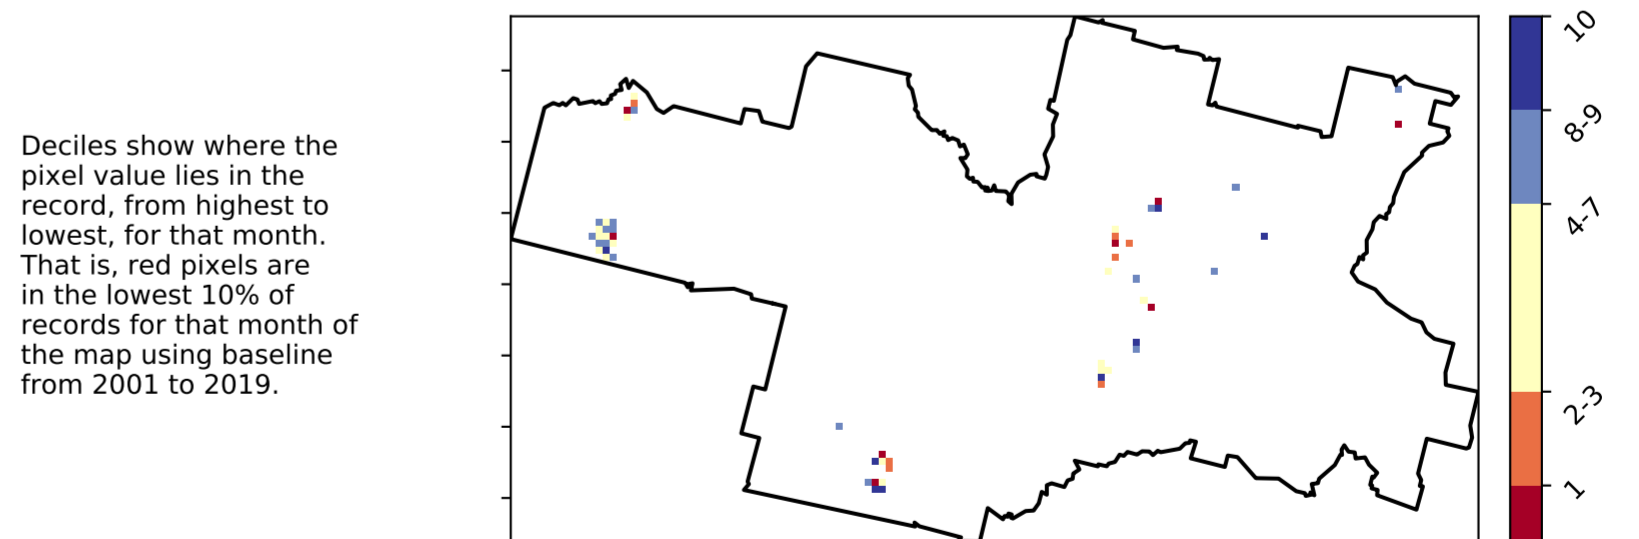 Deciles show where the
pixel value lies in the
record, from highest to
lowest, for that month.
That is, red pixels are
in the lowest 10% of
records for that month of
the map using baseline
from 2001 to 2019.
10
8-9
4-7
2-3
1